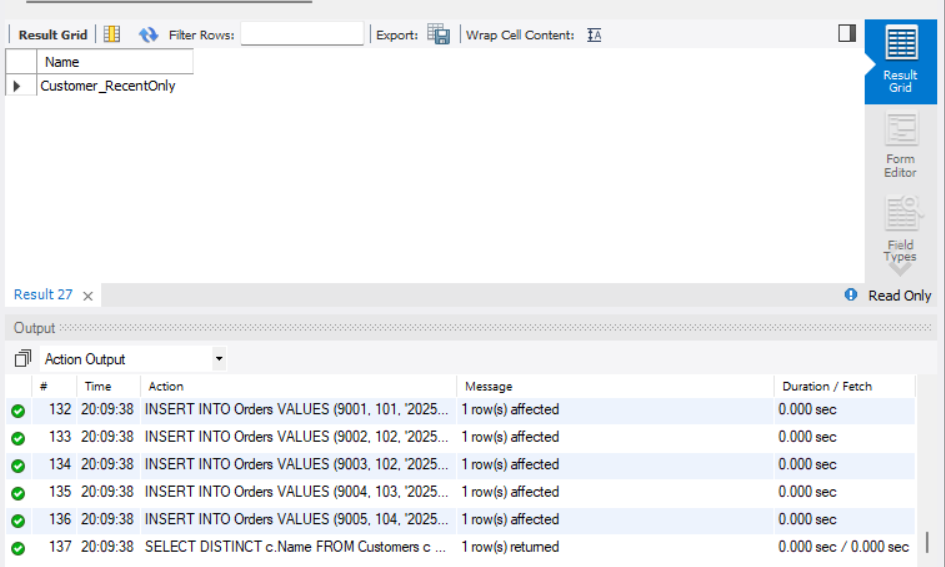 Result Grid Filter Rows: Export: Wrap Cell Content: IA
Name
Customer_RecentOnly
Result Grid
Form Editor
Field Types
Result 27 × Read Only
Output
Action Output
# Time Action Message Duration / Fetch
132 20:09:38 INSERT INTO Orders VALUES (9001, 101, '2025... 1 row(s) affected 0.000 sec
133 20:09:38 INSERT INTO Orders VALUES (9002, 102, '2025... 1 row(s) affected 0.000 sec
134 20:09:38 INSERT INTO Orders VALUES (9003, 102, '2025... 1 row(s) affected 0.000 sec
135 20:09:38 INSERT INTO Orders VALUES (9004, 103, '2025... 1 row(s) affected 0.000 sec
136 20:09:38 INSERT INTO Orders VALUES (9005, 104, '2025... 1 row(s) affected 0.000 sec
137 20:09:38 SELECT DISTINCT c.Name FROM Customers c ... 1 row(s) returned 0.000 sec / 0.000 sec